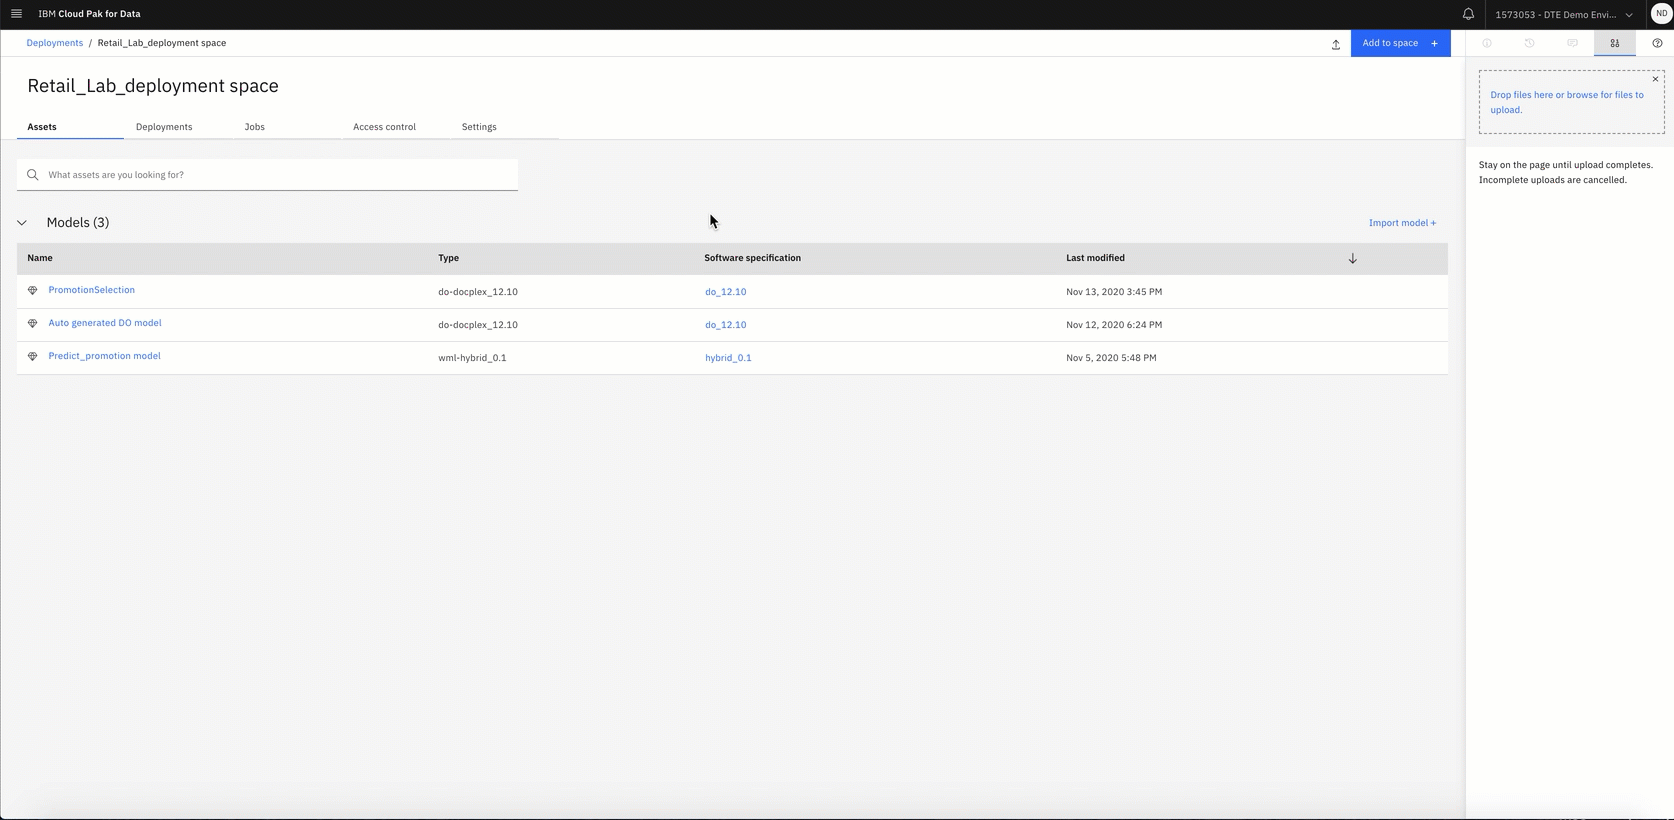 IBM Cloud Pak for Data
1573053 - DTE Demo Envi...
ND
Deployments / Retail_Lab_deployment space
Add to space +
Retail_Lab_deployment space
Drop files here or browse for files to
upload.
Assets Deployments Jobs Access control Settings
Stay on the page until upload completes.
Incomplete uploads are cancelled.
What assets are you looking for?
Models (3)
Import model +
Name Type Software specification Last modified
PromotionSelection do-docplex_12.10 do_12.10 Nov 13, 2020 3:45 PM
Auto generated DO model do-docplex_12.10 do_12.10 Nov 12, 2020 6:24 PM
Predict_promotion model wml-hybrid_0.1 hybrid_0.1 Nov 5, 2020 5:48 PM